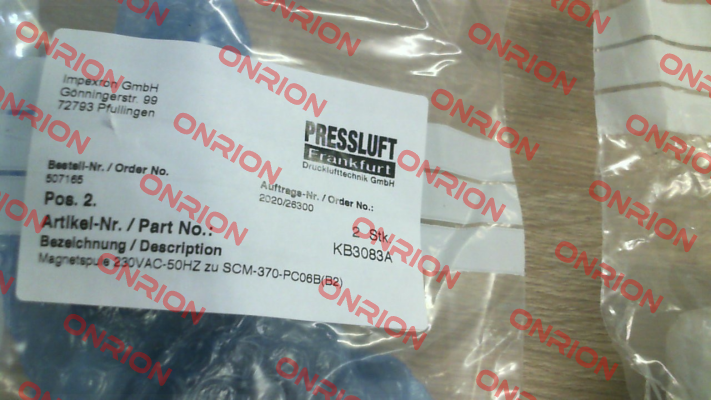 Impexron GmbH
Gönningerstr. 99
72793 Pfullingen
PRESSLUFT
Frankfurt
Drucklufttechnik GmbH
Bestell-Nr. / Order No.
507165
Auftrags-Nr. / Order No.:
2020/26300
Pos. 2.
2 Stk.
Artikel-Nr. / Part No.:
KB3083A
Bezeichnung / Description
Magnetspule 230VAC-50HZ zu SCM-370-PC06B(B2)
ONRION